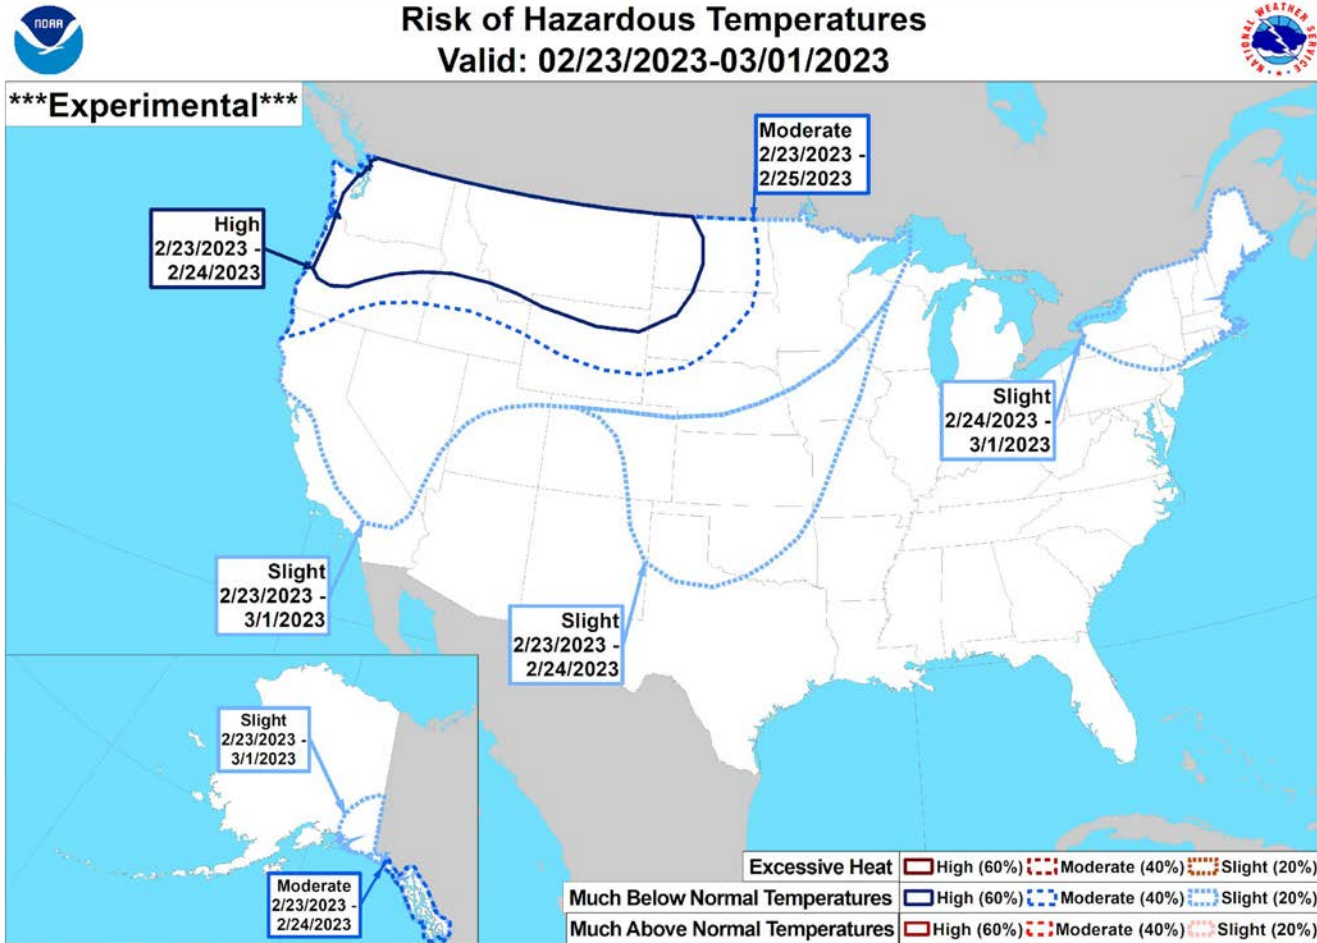 NOAA
Risk of Hazardous Temperatures
Valid: 02/23/2023-03/01/2023
NATIONAL WEATHER SERVICE
***Experimental***
Moderate
2/23/2023 -
2/25/2023
High
2/23/2023 -
2/24/2023
Slight
2/24/2023 -
3/1/2023
Slight
2/23/2023 -
3/1/2023
Slight
2/23/2023 -
2/24/2023
Slight
2/23/2023 -
3/1/2023
Moderate
2/23/2023 -
2/24/2023
Excessive Heat High (60%) Moderate (40%) Slight (20%)
Much Below Normal Temperatures High (60%) Moderate (40%) Slight (20%)
Much Above Normal Temperatures High (60%) Moderate (40%) Slight (20%)